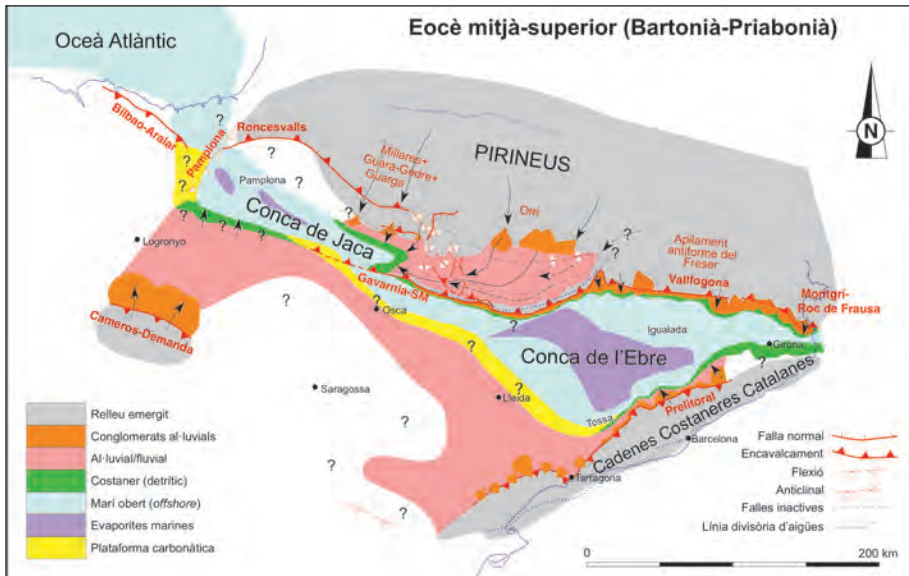 Eocè mitjà-superior (Bartonià-Priabonià)
Oceà Atlàntic
N
Bilbao-Aralar
Pamplona
Roncesvalls
?
?
?
?
?
Millares+
Guara-Gèdre+
Guarga
PIRINEUS
Pamplona
Orri
?
?
Conca de Jaca
Apilament
antiforme del
Freser
Vallfogona
Logronyo
?
?
?
Gavarnia-SM
Montgrí-
Roc de Frausa
?
?
Osca
?
Igualada
Girona
Cameros-Demanda
Conca de l'Ebre
?
?
Saragossa
Lleida
?
Prelitoral
Tossa
Cadenes Costaneres Catalanes
?
Barcelona
?
Tarragona
?
Relleu emergit
Conglomerats al·luvials
Al·luvial/fluvial
Costaner (detrític)
Marí obert (offshore)
Evaporites marines
Plataforma carbonàtica
Falla normal
Encavalcament
Flexió
Anticlinal
Falles inactives
Línia divisòria d'aigües
0 200 km